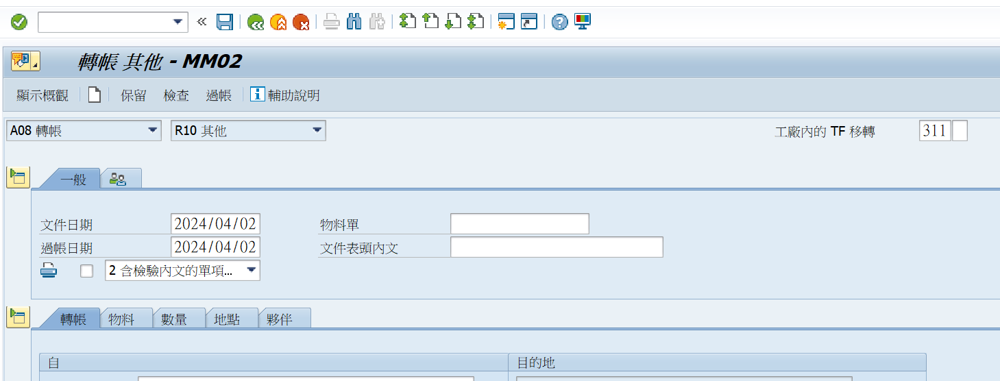 轉帳 其他 - MM02
顯示概觀 保留 檢查 過帳 輔助說明
A08 轉帳 R10 其他 工廠內的 TF 移轉 311
一般
文件日期 2024/04/02 物料單
過帳日期 2024/04/02 文件表頭內文
2 含檢驗內文的單項...
轉帳 物料 數量 地點 夥伴
自 目的地